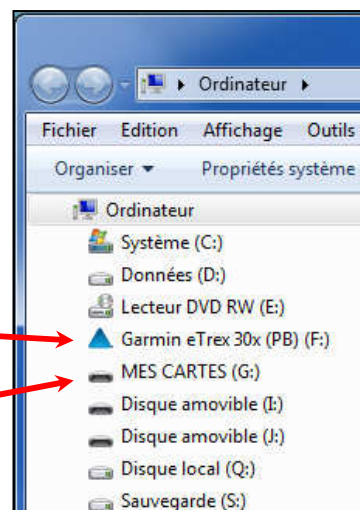 Ordinateur
Fichier Edition Affichage Outils
Organiser Propriétés système
Ordinateur
Système (C:)
Données (D:)
Lecteur DVD RW (E:)
Garmin eTrex 30x (PB) (F:)
MES CARTES (G:)
Disque amovible (I:)
Disque amovible (J:)
Disque local (Q:)
Sauvegarde (S:)